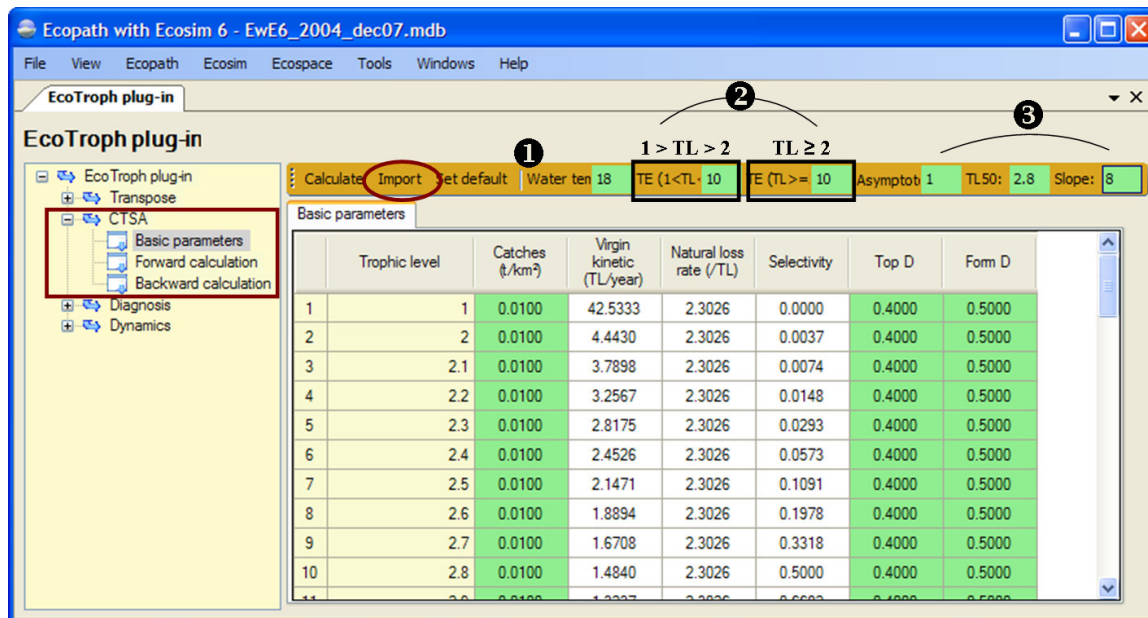 Ecopath with Ecosim 6 - EwE6_2004_dec07.mdb
File View Ecopath Ecosim Ecospace Tools Windows Help
EcoTroph plug-in
EcoTroph plug-in
❶ ❷ ❸
1 > TL > 2 TL ≥ 2
Calculate Import Set default Water ten 18 TE (1<TL< 10 TE (TL>= 10 Asymptot 1 TL50: 2.8 Slope: 8
EcoTroph plug-in
Transpose
CTSA
Basic parameters
Forward calculation
Backward calculation
Diagnosis
Dynamics
Basic parameters
Trophic level Catches (t/km²) Virgin kinetic (TL/year) Natural loss rate (/TL) Selectivity Top D Form D
1 1 0.0100 42.5333 2.3026 0.0000 0.4000 0.5000
2 2 0.0100 4.4430 2.3026 0.0037 0.4000 0.5000
3 2.1 0.0100 3.7898 2.3026 0.0074 0.4000 0.5000
4 2.2 0.0100 3.2567 2.3026 0.0148 0.4000 0.5000
5 2.3 0.0100 2.8175 2.3026 0.0293 0.4000 0.5000
6 2.4 0.0100 2.4526 2.3026 0.0573 0.4000 0.5000
7 2.5 0.0100 2.1471 2.3026 0.1091 0.4000 0.5000
8 2.6 0.0100 1.8894 2.3026 0.1978 0.4000 0.5000
9 2.7 0.0100 1.6708 2.3026 0.3318 0.4000 0.5000
10 2.8 0.0100 1.4840 2.3026 0.5000 0.4000 0.5000